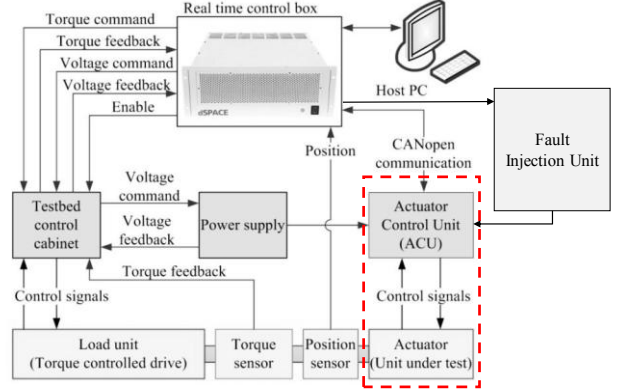 Real time control box
Torque command
Torque feedback
Voltage command
Voltage feedback
Enable
dSPACE
Host PC
Fault
Injection Unit
Position
CANopen
communication
Voltage
command
Testbed
control
cabinet
Power supply
Actuator
Control Unit
(ACU)
Voltage
feedback
Torque feedback
Control signals
Control signals
Load unit
(Torque controlled drive)
Torque
sensor
Position
sensor
Actuator
(Unit under test)